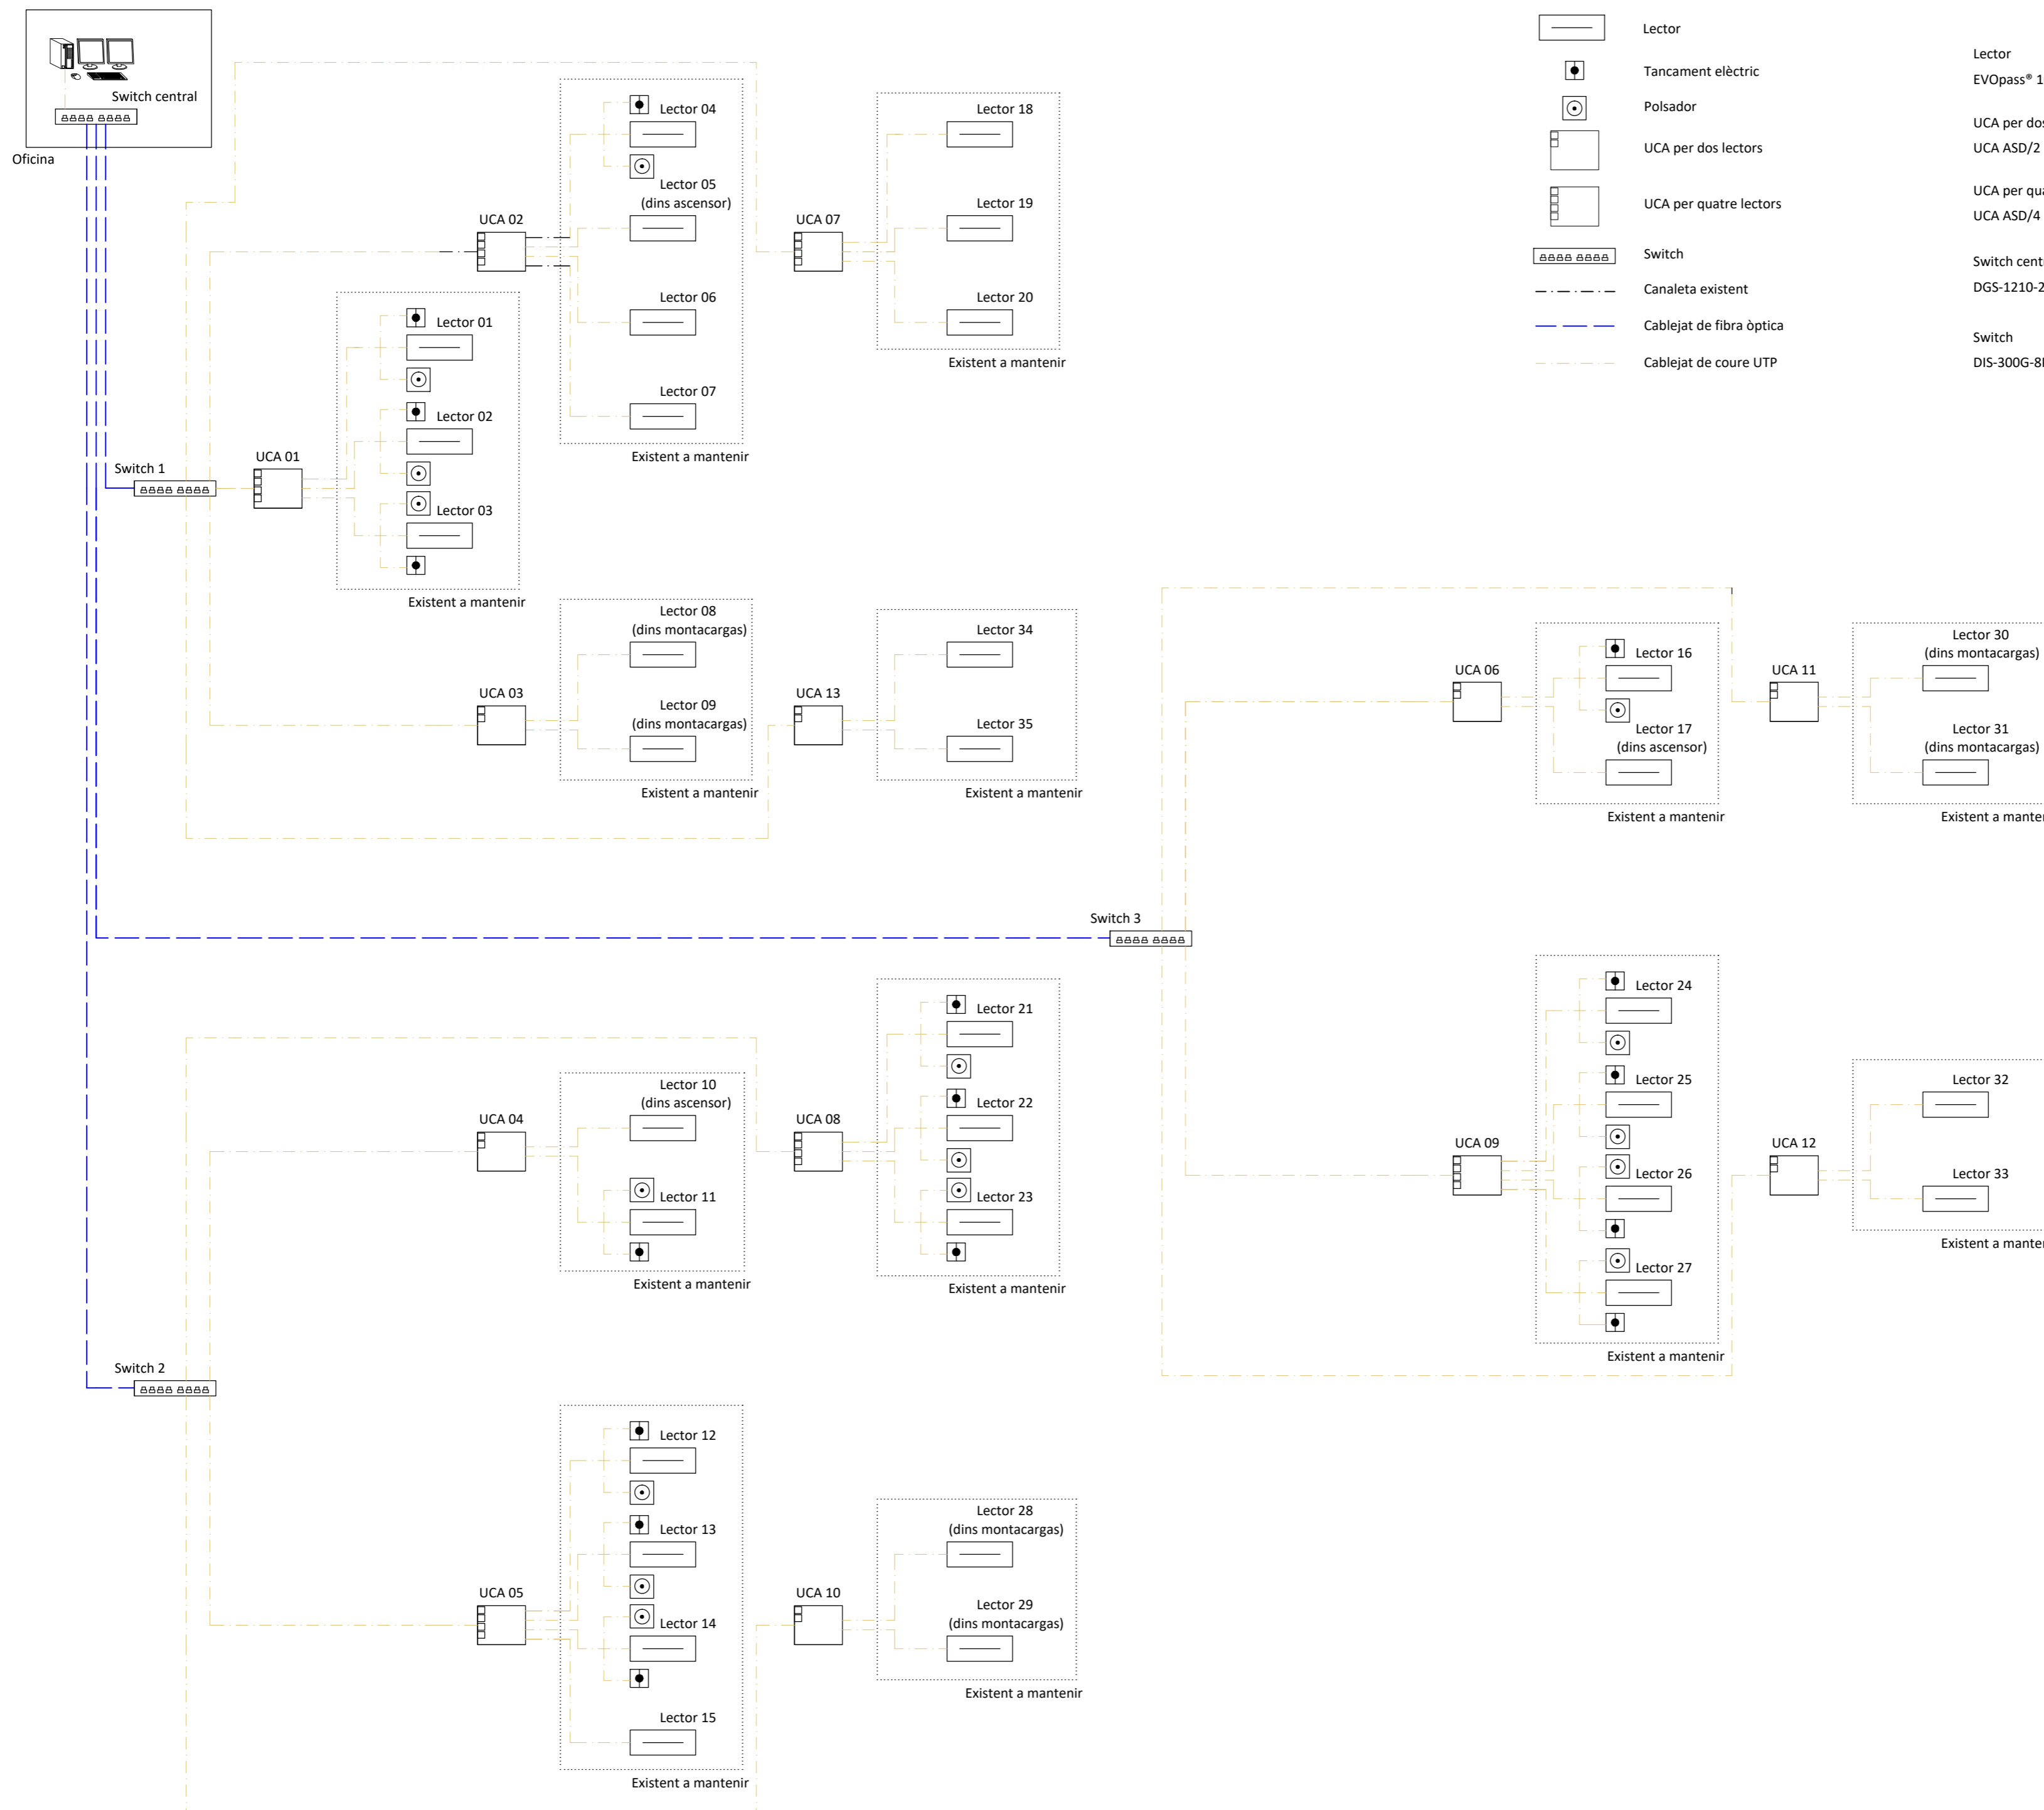 Switch central
Oficina
Lector
Tancament elèctric
Polsador
UCA per dos lectors
UCA per quatre lectors
Switch
Canaleta existent
Cablejat de fibra òptica
Cablejat de coure UTP
Lector
EVOpass® 1
UCA per dos
UCA ASD/2
UCA per qua
UCA ASD/4
Switch cent
DGS-1210-2
Switch
DIS-300G-8
Lector 04
Lector 05
(dins ascensor)
UCA 02
Lector 06
Lector 07
Existent a mantenir
Lector 18
UCA 07
Lector 19
Lector 20
Existent a mantenir
Switch 1
UCA 01
Lector 01
Lector 02
Lector 03
Existent a mantenir
Lector 08
(dins montacargas)
UCA 03
Lector 09
(dins montacargas)
Existent a mantenir
Lector 34
UCA 13
Lector 35
Existent a mantenir
Switch 3
UCA 06
Lector 16
Lector 17
(dins ascensor)
Existent a mantenir
UCA 11
Lector 30
(dins montacargas)
Lector 31
(dins montacargas)
Existent a mante
Lector 10
(dins ascensor)
UCA 04
Lector 11
Existent a mantenir
UCA 08
Lector 21
Lector 22
Lector 23
Existent a mantenir
UCA 09
Lector 24
Lector 25
Lector 26
Lector 27
Existent a mantenir
UCA 12
Lector 32
Lector 33
Existent a mante
Switch 2
UCA 05
Lector 12
Lector 13
Lector 14
Lector 15
Existent a mantenir
UCA 10
Lector 28
(dins montacargas)
Lector 29
(dins montacargas)
Existent a mantenir